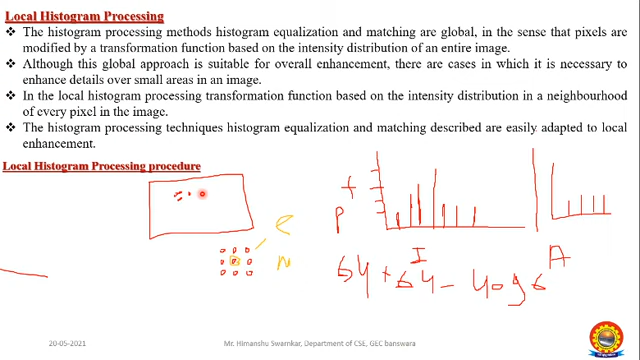 Local Histogram Processing
❖ The histogram processing methods histogram equalization and matching are global, in the sense that pixels are
modified by a transformation function based on the intensity distribution of an entire image.
❖ Although this global approach is suitable for overall enhancement, there are cases in which it is necessary to
enhance details over small areas in an image.
❖ In the local histogram processing transformation function based on the intensity distribution in a neighbourhood
of every pixel in the image.
❖ The histogram processing techniques histogram equalization and matching described are easily adapted to local
enhancement.
Local Histogram Processing procedure
P
N
I
A
64 + 64 - 4096
20-05-2021 Mr. Himanshu Swarnkar, Department of CSE, GEC banswara